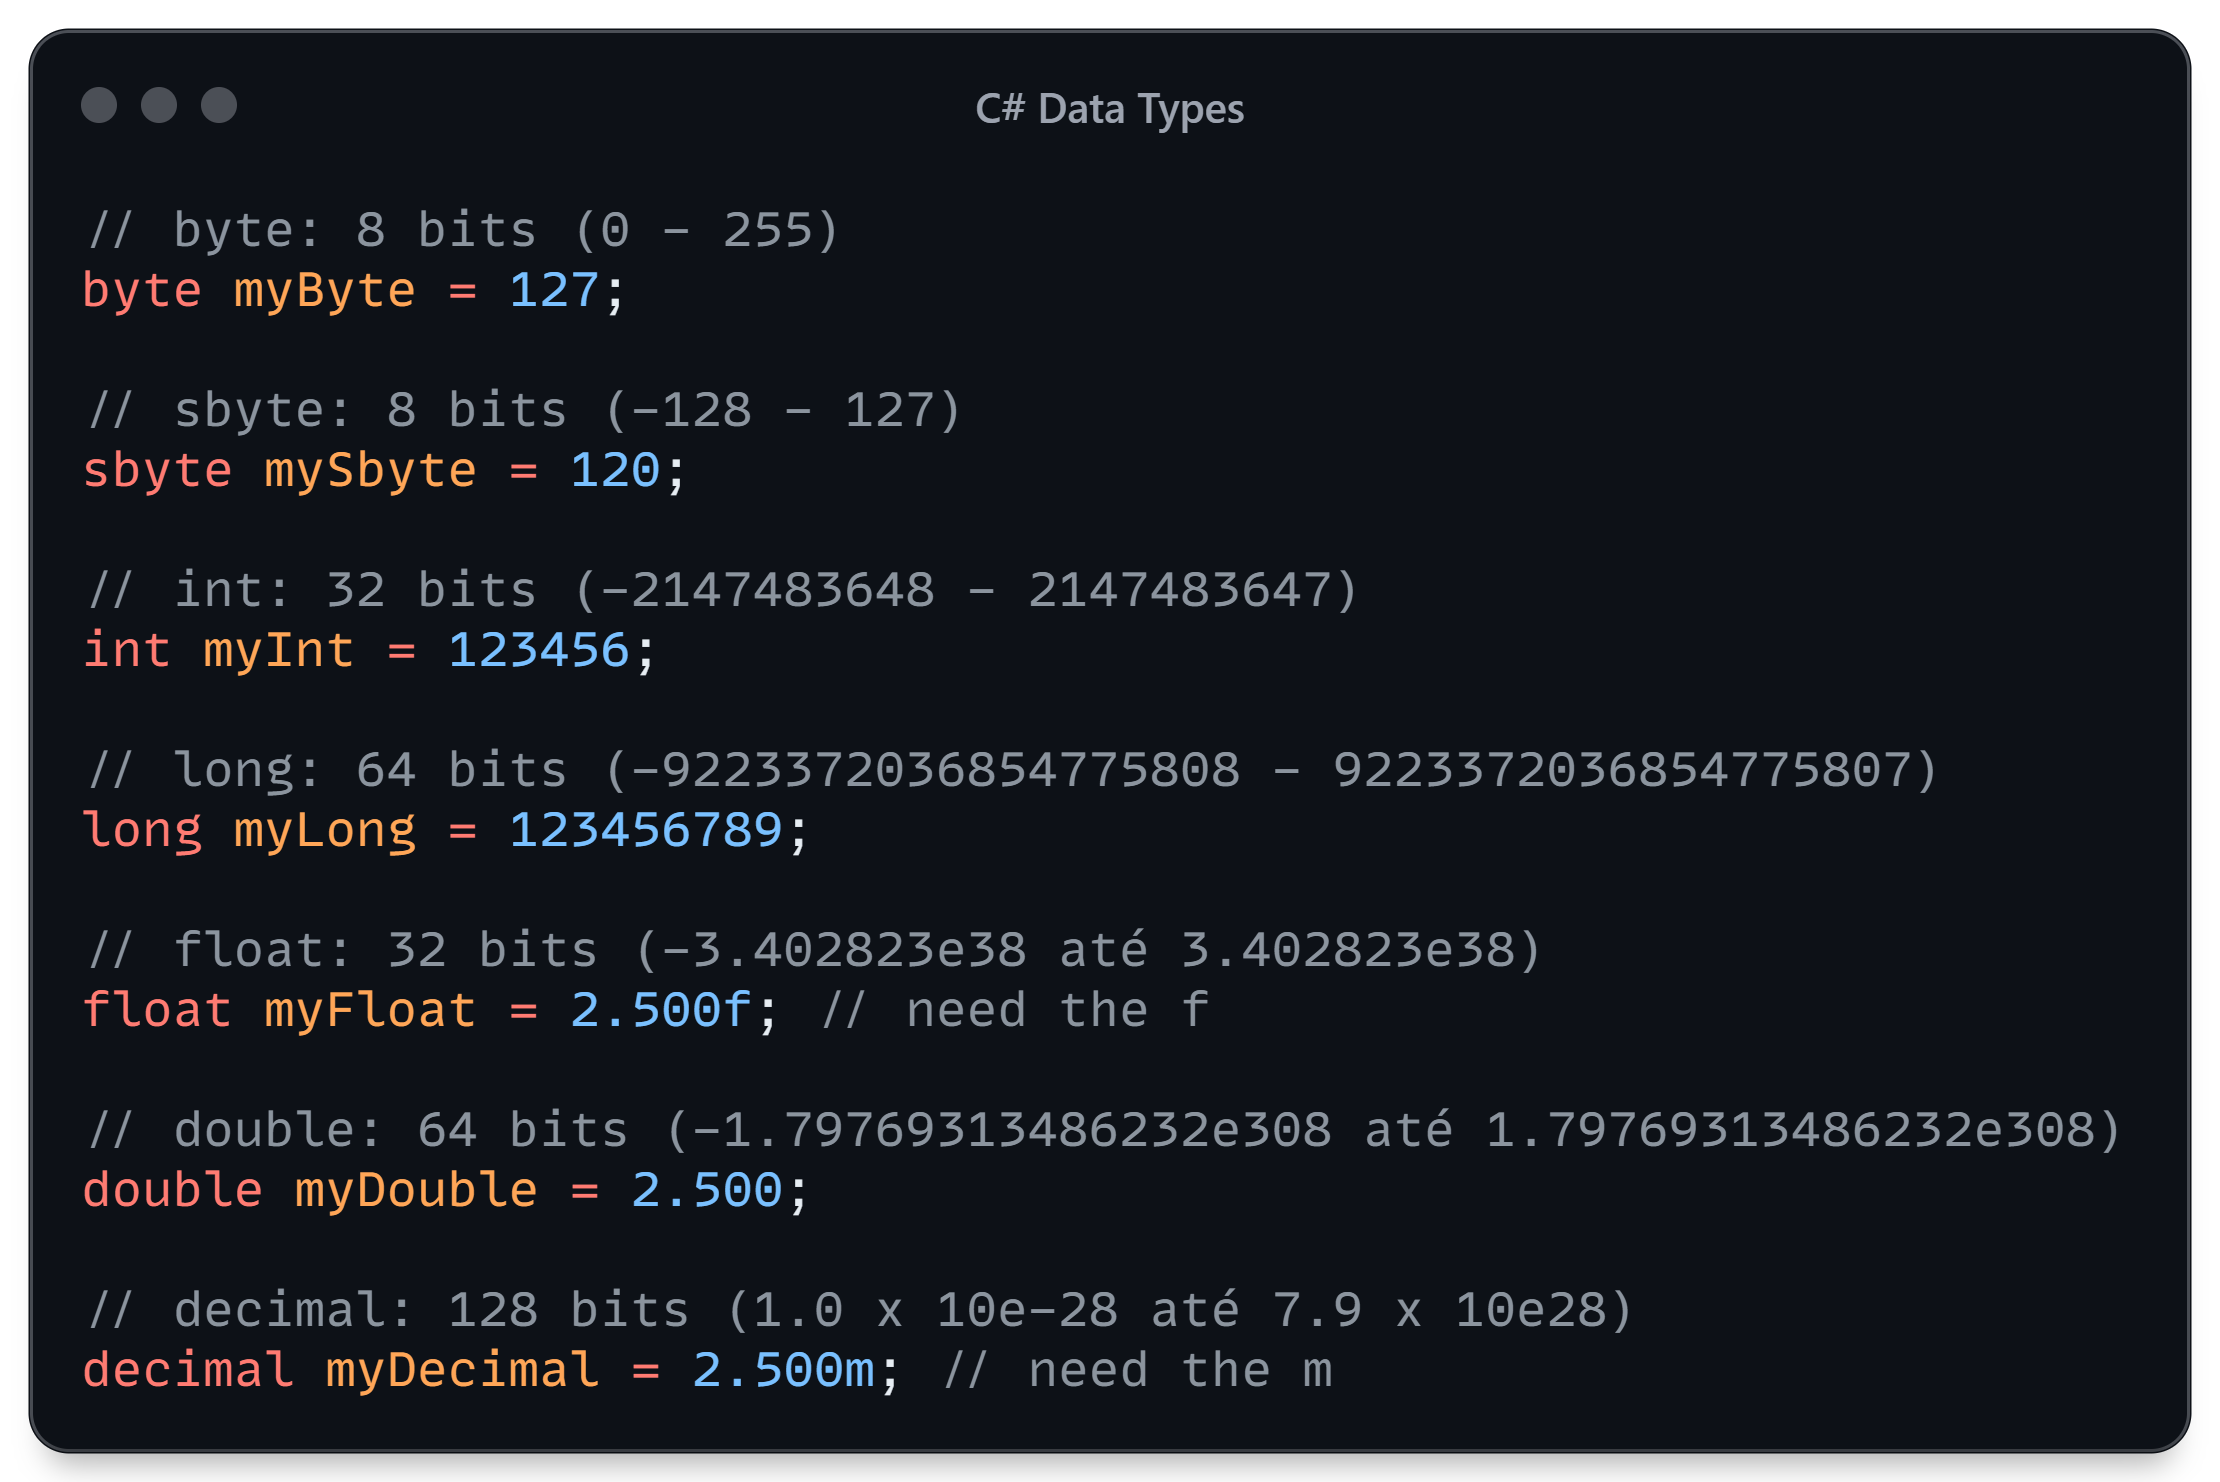 C# Data Types
// byte: 8 bits (0 - 255)
byte myByte = 127;
// sbyte: 8 bits (-128 - 127)
sbyte mySbyte = 120;
// int: 32 bits (-2147483648 - 2147483647)
int myInt = 123456;
// long: 64 bits (-9223372036854775808 - 9223372036854775807)
long myLong = 123456789;
// float: 32 bits (-3.402823e38 até 3.402823e38)
float myFloat = 2.500f; // need the f
// double: 64 bits (-1.79769313486232e308 até 1.79769313486232e308)
double myDouble = 2.500;
// decimal: 128 bits (1.0 x 10e-28 até 7.9 x 10e28)
decimal myDecimal = 2.500m; // need the m